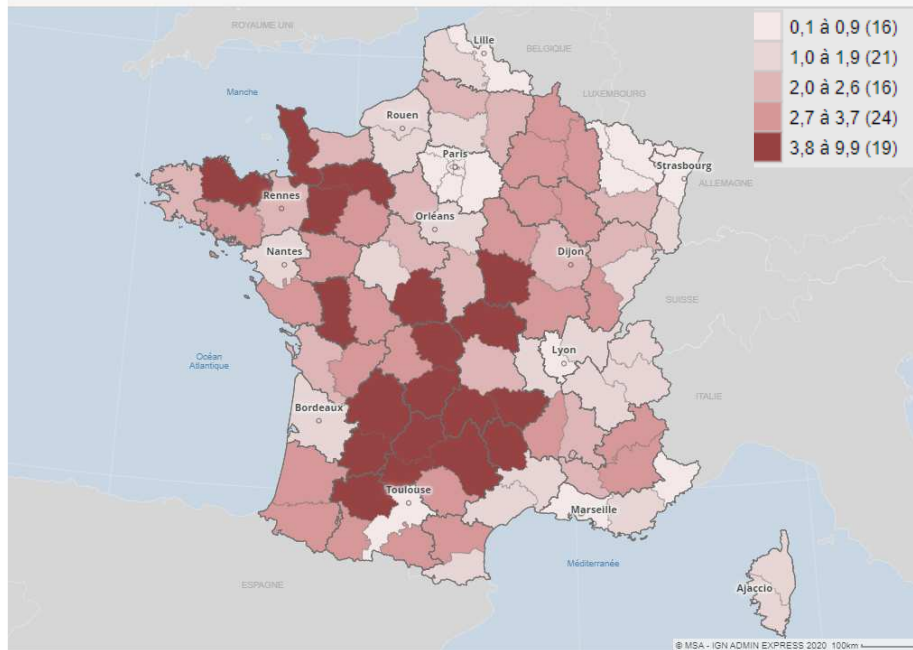 ROYAUME-UNI
Lille
BELGIQUE
Manche
LUXEMBOURG
Rouen
Paris
Strasbourg
ALLEMAGNE
Rennes
Orléans
Nantes
Dijon
SUISSE
Océan
Atlantique
Lyon
ITALIE
Bordeaux
Toulouse
Marseille
ESPAGNE
Méditerranée
Ajaccio
0,1 à 0,9 (16)
1,0 à 1,9 (21)
2,0 à 2,6 (16)
2,7 à 3,7 (24)
3,8 à 9,9 (19)
© MSA - IGN ADMIN EXPRESS 2020 100km